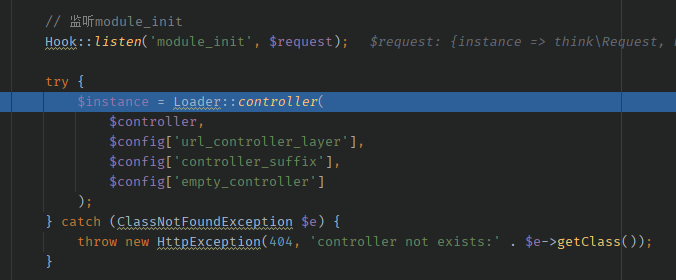 // 监听module_init
Hook::listen('module_init', $request);   $request: {instance => think\Request,
try {
$instance = Loader::controller(
$controller,
$config['url_controller_layer'],
$config['controller_suffix'],
$config['empty_controller']
);
} catch (ClassNotFoundException $e) {
throw new HttpException(404, 'controller not exists:' . $e->getClass());
}